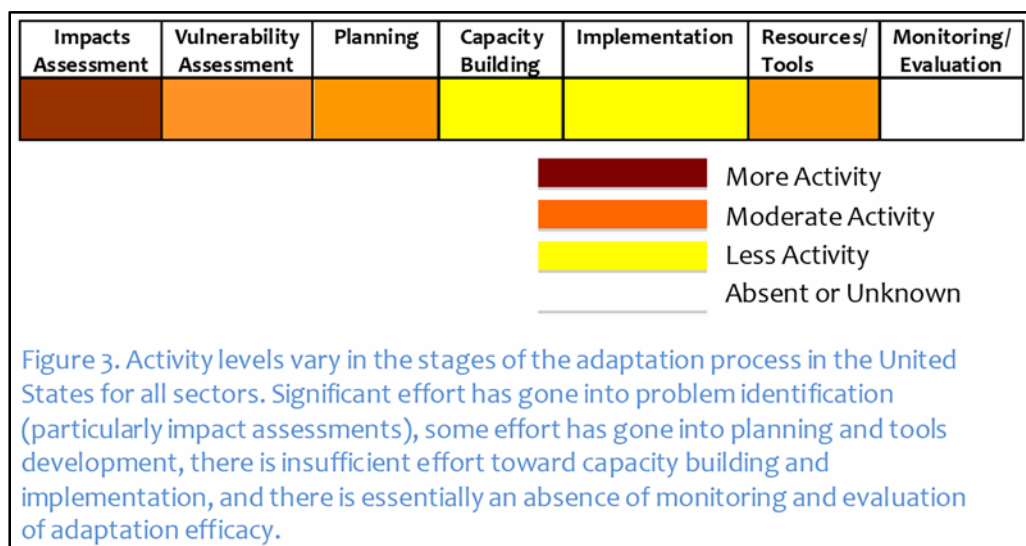 Impacts Assessment
Vulnerability Assessment
Planning
Capacity Building
Implementation
Resources/ Tools
Monitoring/ Evaluation
More Activity
Moderate Activity
Less Activity
Absent or Unknown
Figure 3. Activity levels vary in the stages of the adaptation process in the United
States for all sectors. Significant effort has gone into problem identification
(particularly impact assessments), some effort has gone into planning and tools
development, there is insufficient effort toward capacity building and
implementation, and there is essentially an absence of monitoring and evaluation
of adaptation efficacy.